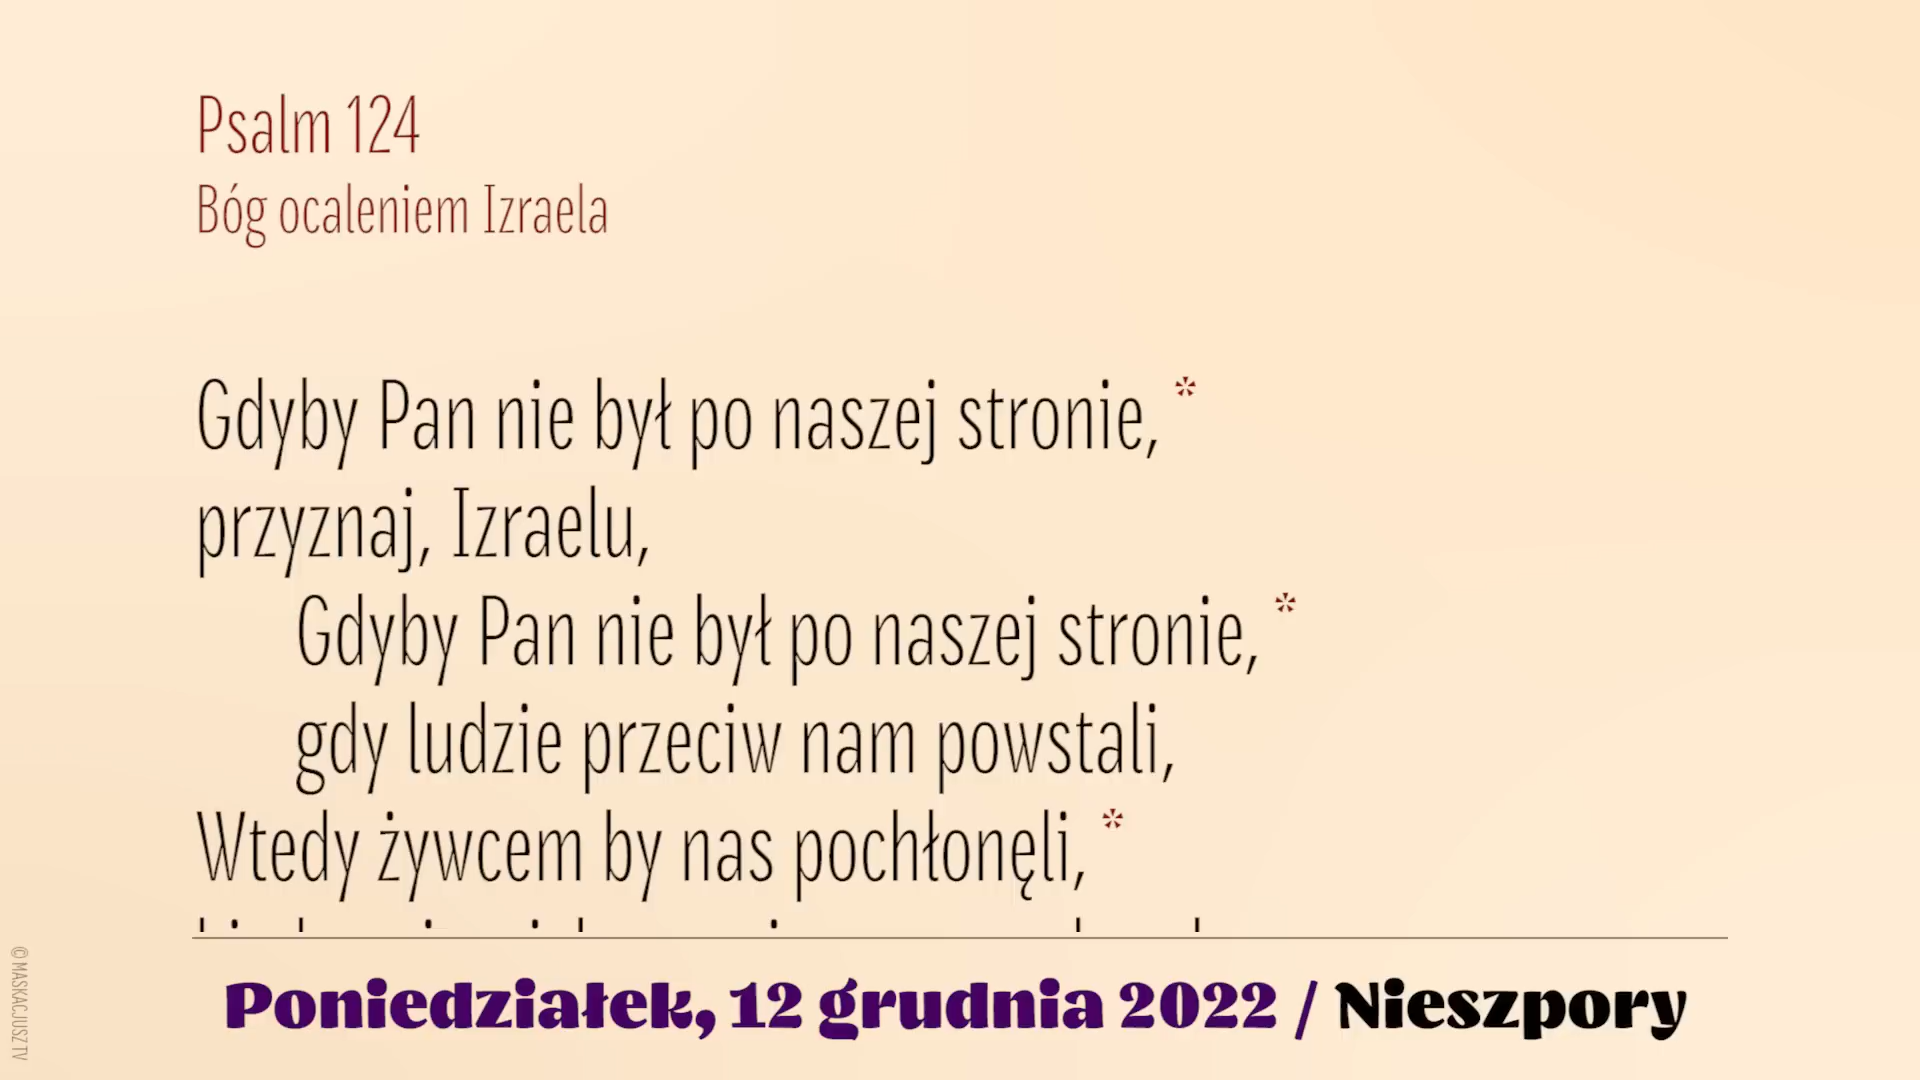 Psalm 124
Bóg ocaleniem Izraela
Gdyby Pan nie był po naszej stronie, *
przyznaj, Izraelu,
Gdyby Pan nie był po naszej stronie, *
gdy ludzie przeciw nam powstali,
Wtedy żywcem by nas pochłonęli, *
Poniedziałek, 12 grudnia 2022 / Nieszpory
© MASKACJUSZ TV